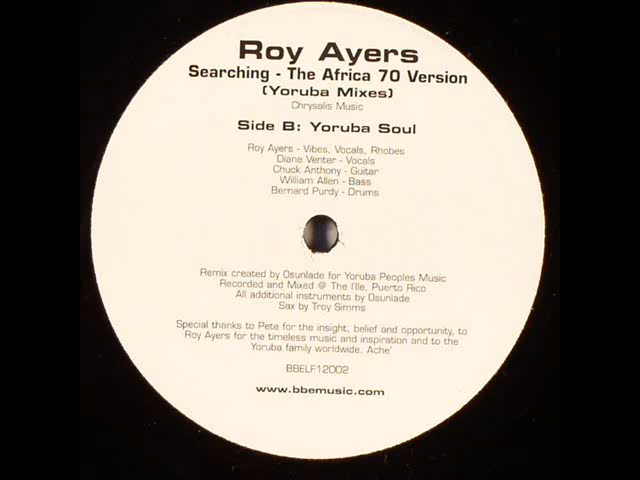 Roy Ayers
Searching - The Africa 70 Version
(Yoruba Mixes)
Chrysalis Music
Side B: Yoruba Soul
Roy Ayers - Vibes, Vocals, Rhobes
Diane Venter - Vocals
Chuck Anthony - Guitar
William Allen - Bass
Bernard Purdy - Drums
Remix created by Osunlade for Yoruba Peoples Music
Recorded and Mixed @ The I'lle, Puerto Rico
All additional instruments by Osunlade
Sax by Troy Simms
Special thanks to Pete for the insight, belief and opportunity, to
Roy Ayers for the timeless music and inspiration and to the
Yoruba family worldwide. Ache'
BBELF12002
www.bbemusic.com